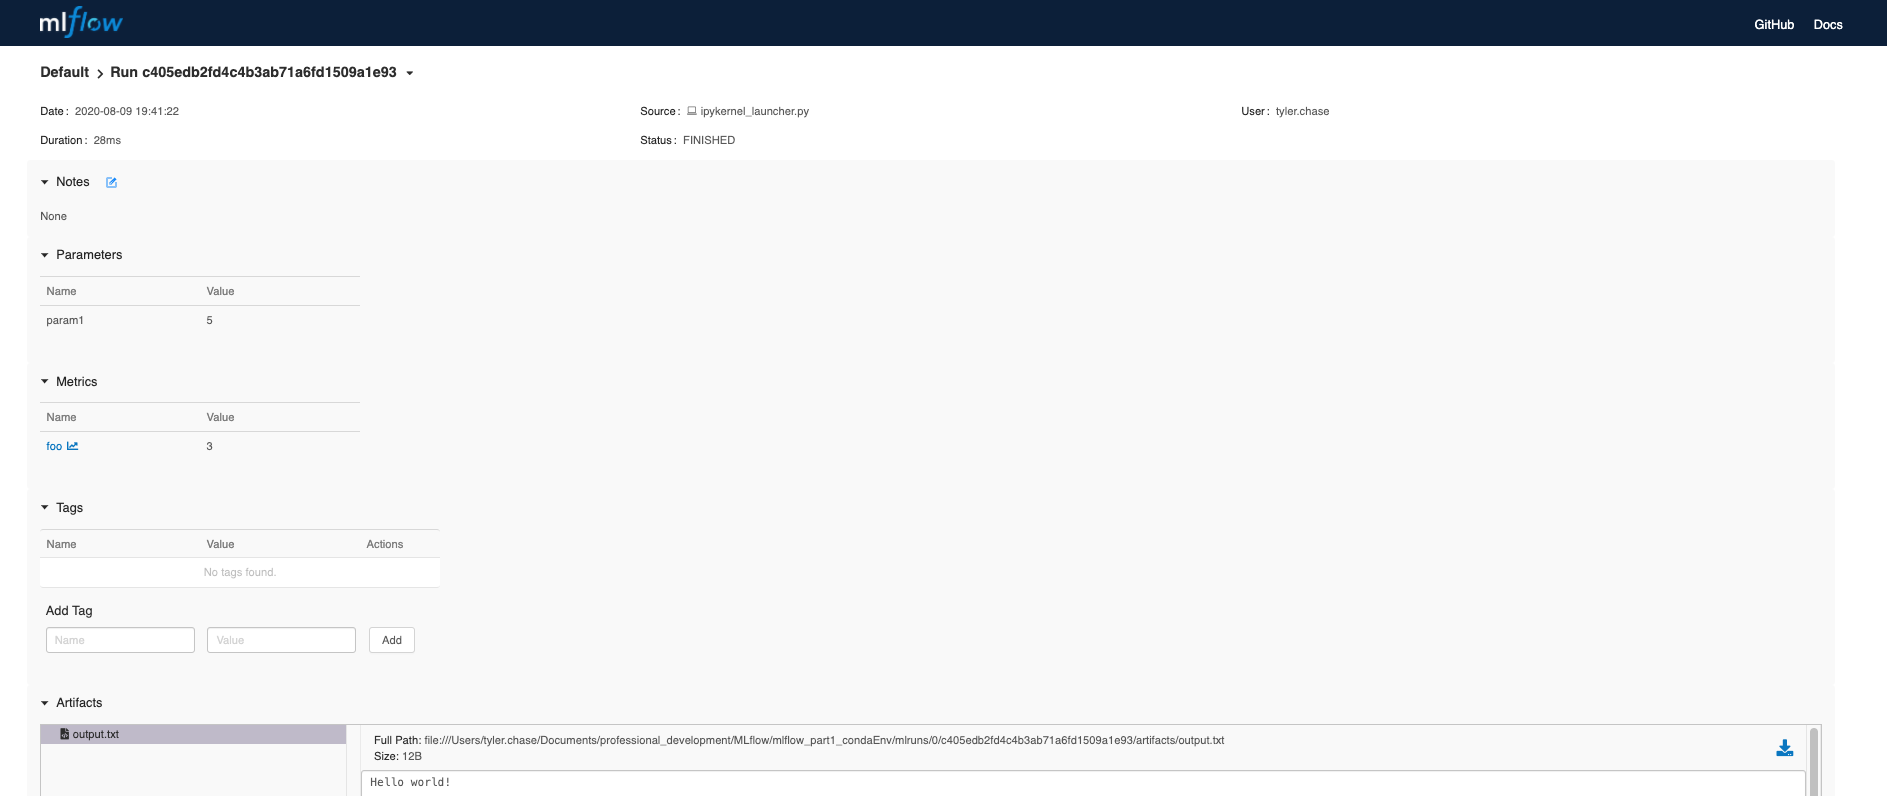 mlflow GitHub Docs
Default > Run c405edb2fd4c4b3ab71a6fd1509a1e93
Date : 2020-08-09 19:41:22 Source : ipykernel_launcher.py User : tyler.chase
Duration : 28ms Status : FINISHED
Notes
None
Parameters
Name Value
param1 5
Metrics
Name Value
foo 3
Tags
Name Value Actions
No tags found.
Add Tag
Name Value Add
Artifacts
output.txt
Full Path: file:///Users/tyler.chase/Documents/professional_development/MLflow/mlflow_part1_condaEnv/mlruns/0/c405edb2fd4c4b3ab71a6fd1509a1e93/artifacts/output.txt
Size: 12B
Hello world!